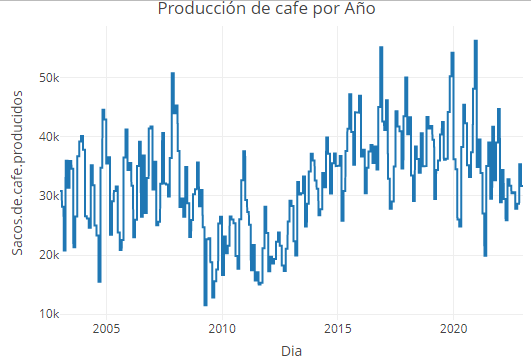 Producción de cafe por Año
Sacos.de.cafe.producidos
50k
40k
30k
20k
10k
2005 2010 2015 2020
Dia